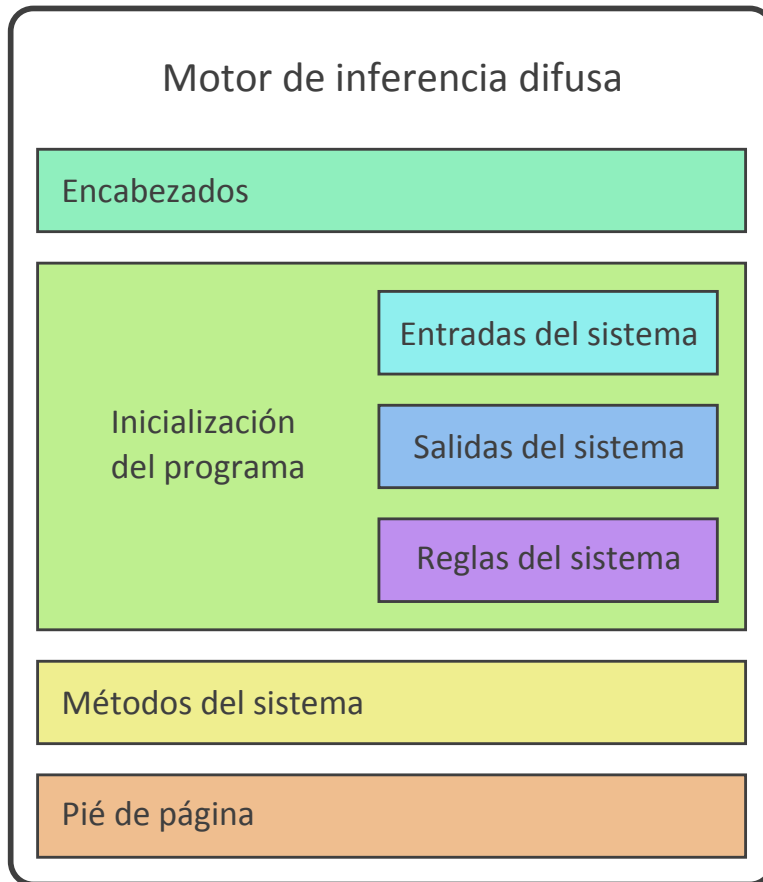 Motor de inferencia difusa
Encabezados
Inicialización
del programa
Entradas del sistema
Salidas del sistema
Reglas del sistema
Métodos del sistema
Pié de página